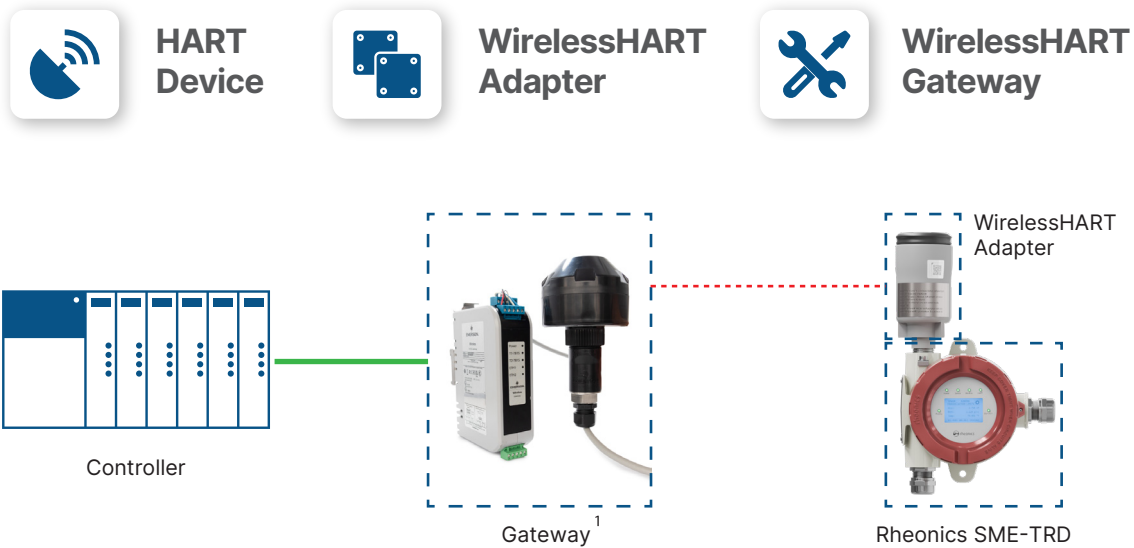 HART
Device
WirelessHART
Adapter
WirelessHART
Gateway
WirelessHART
Adapter
Controller
Gateway 1
Rheonics SME-TRD